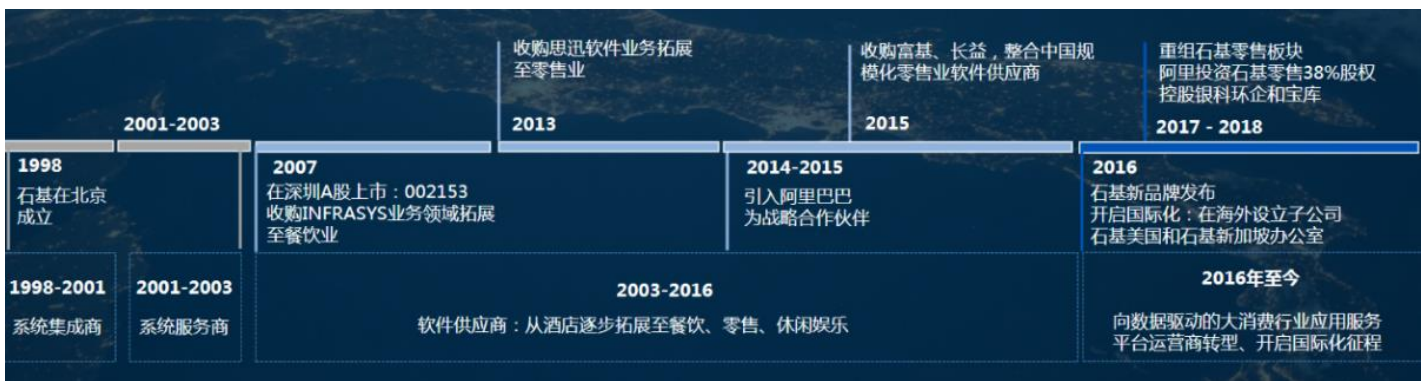 收购思迅软件业务拓展
至零售业
收购富基、长益，整合中国规
模化零售业软件供应商
重组石基零售板块
阿里投资石基零售38%股权
控股银科环企和宝库
2001-2003
2013
2015
2017 - 2018
1998
石基在北京
成立
2007
在深圳A股上市：002153
收购INFRASYS业务领域拓展
至餐饮业
2014-2015
引入阿里巴巴
为战略合作伙伴
2016
石基新品牌发布
开启国际化：在海外设立子公司
石基美国和石基新加坡办公室
1998-2001
系统集成商
2001-2003
系统服务商
2003-2016
软件供应商：从酒店逐步拓展至餐饮、零售、休闲娱乐
2016年至今
向数据驱动的大消费行业应用服务
平台运营商转型、开启国际化征程